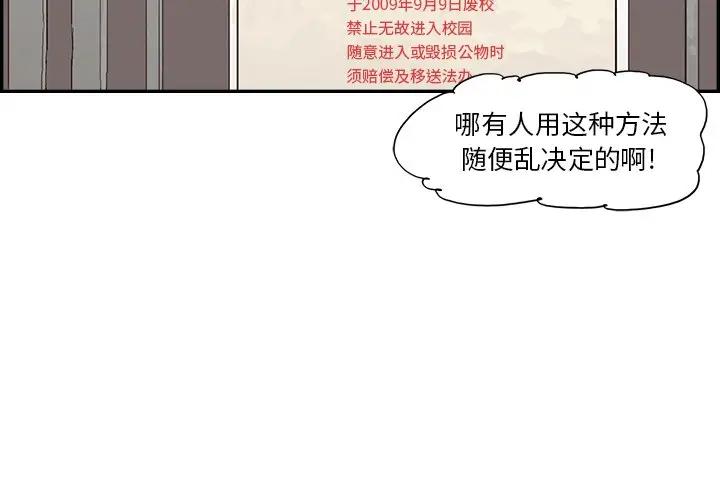 于2009年9月9日废校
禁止无故进入校园
随意进入或毁损公物时
须赔偿及移送法办
哪有人用这种方法
随便乱决定的啊!